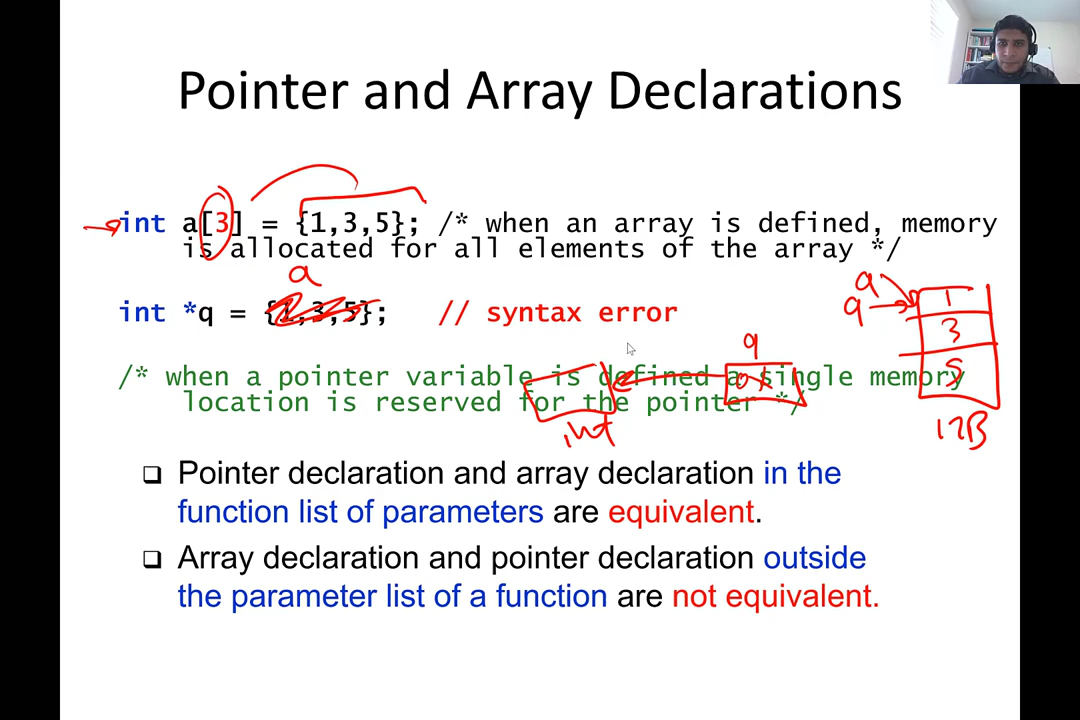 Pointer and Array Declarations
int a[3] = {1,3,5}; /* when an array is defined, memory
is allocated for all elements of the array */
a
int *q = {1,3,5}; // syntax error
a
q
1
3
5
12B
q
0x
int
/* when a pointer variable is defined a single memory
location is reserved for the pointer */
❑ Pointer declaration and array declaration in the
function list of parameters are equivalent.
❑ Array declaration and pointer declaration outside
the parameter list of a function are not equivalent.